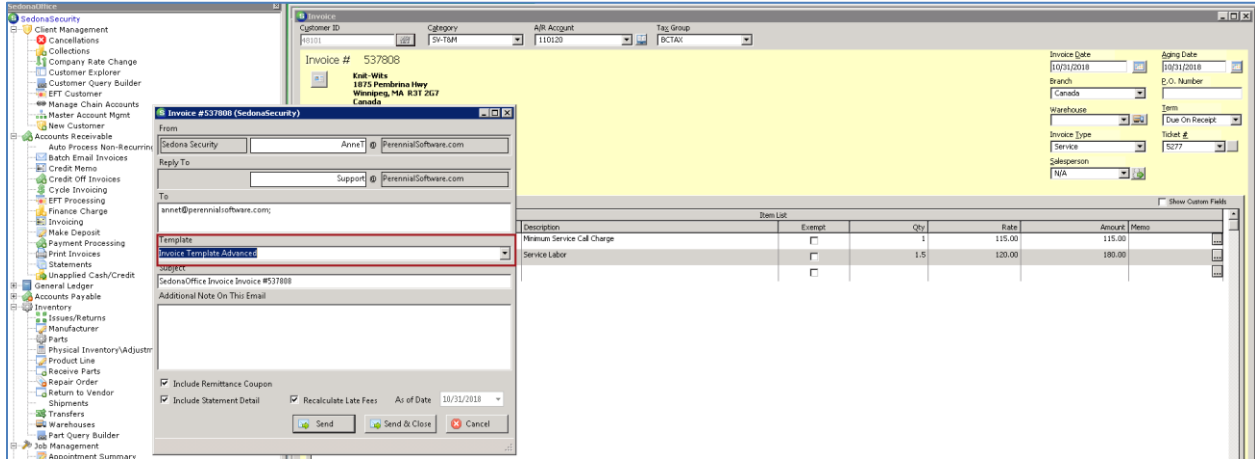 SedonaOffice
SedonaSecurity
Client Management
Cancellations
Collections
Company Rate Change
Customer Explorer
Customer Query Builder
EFT Customer
Manage Chain Accounts
Master Account Mgmt
New Customer
Accounts Receivable
Auto Process Non-Recurring
Batch Email Invoices
Credit Memo
Credit Off Invoices
Cycle Invoicing
EFT Processing
Finance Charge
Invoicing
Make Deposit
Payment Processing
Print Invoices
Statements
Unapplied Cash/Credit
General Ledger
Accounts Payable
Inventory
Issues/Returns
Manufacturer
Parts
Physical Inventory\Adjustm
Product Line
Receive Parts
Repair Order
Return to Vendor
Shipments
Transfers
Warehouses
Part Query Builder
Job Management
Appointment Summary
Invoice
Customer ID Category A/R Account Tax Group
48101 SV-T&M 110120 BCTAX
Invoice # 537808
Knit-Wits
1875 Pembrina Hwy
Winnipeg, MA R3T 2G7
Canada
Invoice Date Aging Date
10/31/2018 10/31/2018
Branch P.O. Number
Canada
Warehouse Term
Due On Receipt
Invoice Type Ticket #
Service 5277
Salesperson
N/A
Show Custom Fields
Item List
Description Exempt Qty Rate Amount Memo
Minimum Service Call Charge 1 115.00 115.00 ...
Service Labor 1.5 120.00 180.00 ...
...
Invoice #537808 (SedonaSecurity)
From
Sedona Security AnneT @ PerennialSoftware.com
Reply To
Support @ PerennialSoftware.com
To
annet@perennialsoftware.com;
Template
Invoice Template Advanced
Subject
SedonaOffice Invoice Invoice #537808
Additional Note On This Email
Include Remittance Coupon
Include Statement Detail Recalculate Late Fees As of Date 10/31/2018
Send Send & Close Cancel